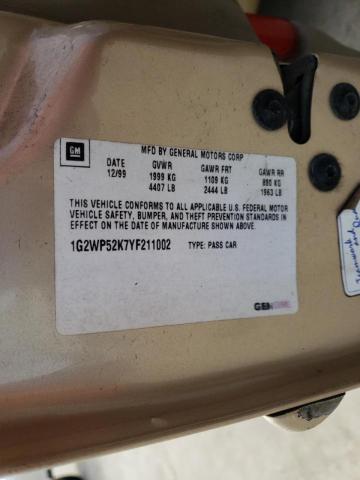 GM
MFD BY GENERAL MOTORS CORP
DATE GVWR GAWR FRT GAWR RR
12/99 1999 KG 1109 KG 890 KG
4407 LB 2444 LB 1963 LB
THIS VEHICLE CONFORMS TO ALL APPLICABLE U.S. FEDERAL MOTOR
VEHICLE SAFETY, BUMPER, AND THEFT PREVENTION STANDARDS IN
EFFECT ON THE DATE OF MANUFACTURE SHOWN ABOVE.
1G2WP52K7YF211002 TYPE: PASS CAR